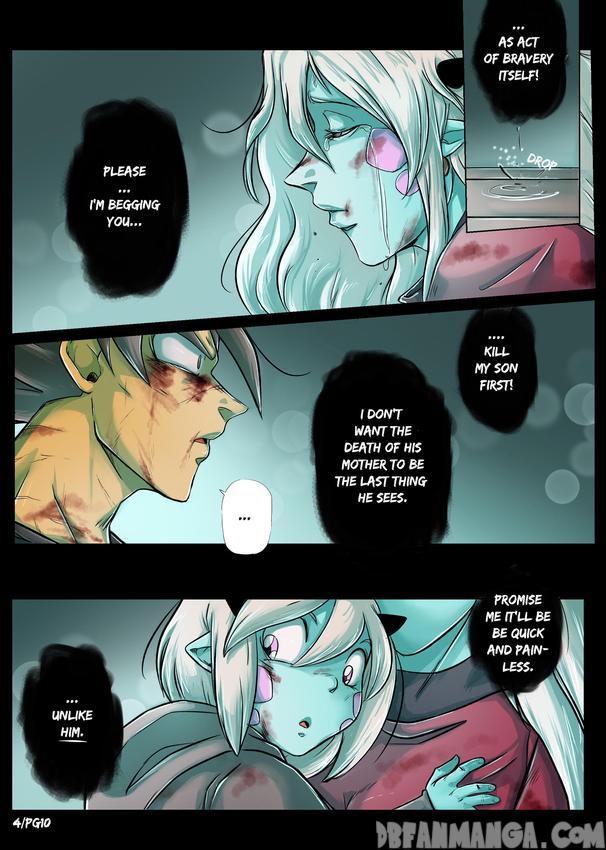 ...
AS ACT
OF BRAVERY
ITSELF!
DROP
PLEASE
...
I'M BEGGING
YOU...
....
KILL
MY SON
FIRST!
I DON'T
WANT THE
DEATH OF HIS
MOTHER TO BE
THE LAST THING
HE SEES.
...
PROMISE
ME IT'LL BE
BE QUICK
AND PAIN-
LESS.
...
UNLIKE
HIM.
4/PG10
DBFANMANGA.COM